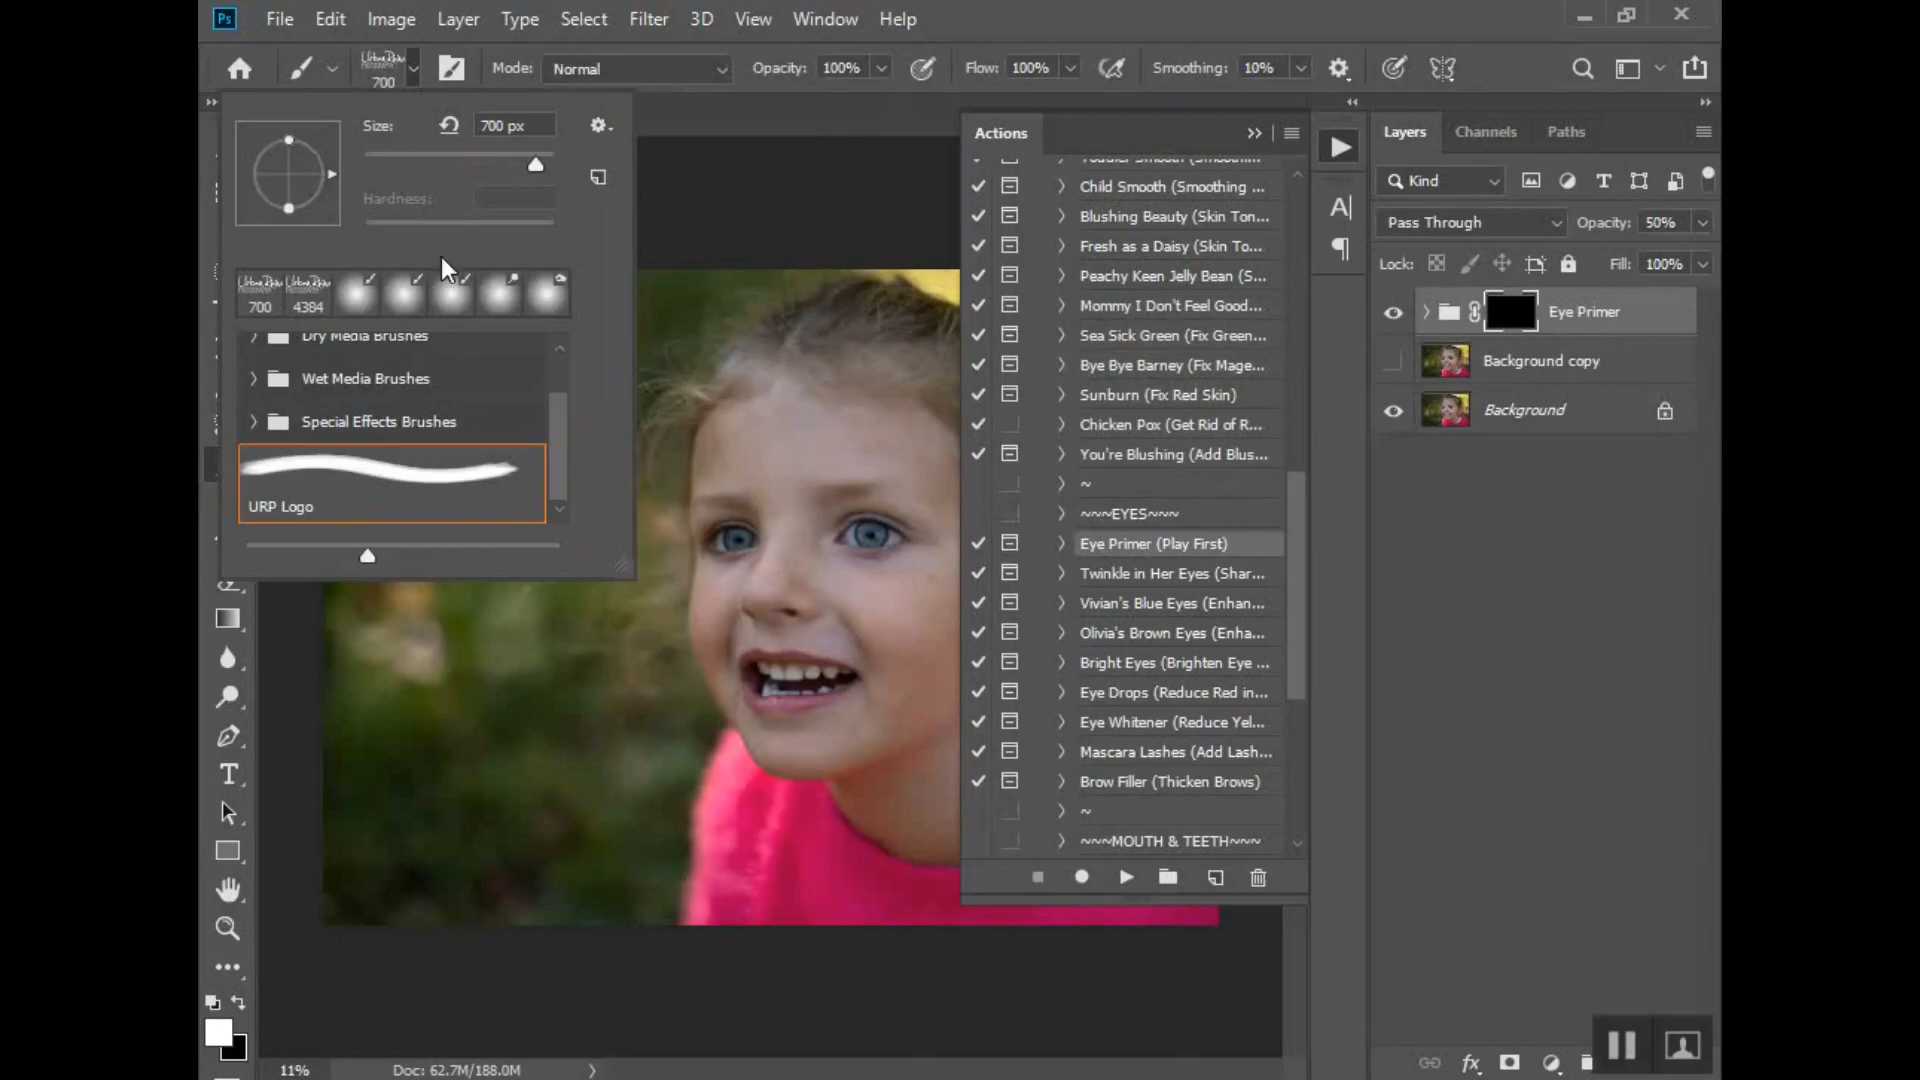 Ps File Edit Image Layer Type Select Filter 3D View Window Help
700 Mode: Normal Opacity: 100% Flow: 100% Smoothing: 10%
Size: 700 px
Hardness:
700 4384
Dry Media Brushes
Wet Media Brushes
Special Effects Brushes
URP Logo
Actions
Toddler Smooth (Smoothi...
Child Smooth (Smoothing ...
Blushing Beauty (Skin Ton...
Fresh as a Daisy (Skin To...
Peachy Keen Jelly Bean (S...
Mommy I Don't Feel Good...
Sea Sick Green (Fix Green...
Bye Bye Barney (Fix Mage...
Sunburn (Fix Red Skin)
Chicken Pox (Get Rid of R...
You're Blushing (Add Blus...
~
~~~EYES~~~
Eye Primer (Play First)
Twinkle in Her Eyes (Shar...
Vivian's Blue Eyes (Enhan...
Olivia's Brown Eyes (Enha...
Bright Eyes (Brighten Eye ...
Eye Drops (Reduce Red in...
Eye Whitener (Reduce Yel...
Mascara Lashes (Add Lash...
Brow Filler (Thicken Brows)
~
~~~MOUTH & TEETH~~~
Layers Channels Paths
Kind
Pass Through Opacity: 50%
Lock: Fill: 100%
Eye Primer
Background copy
Background
fx
11% Doc: 62.7M/188.0M